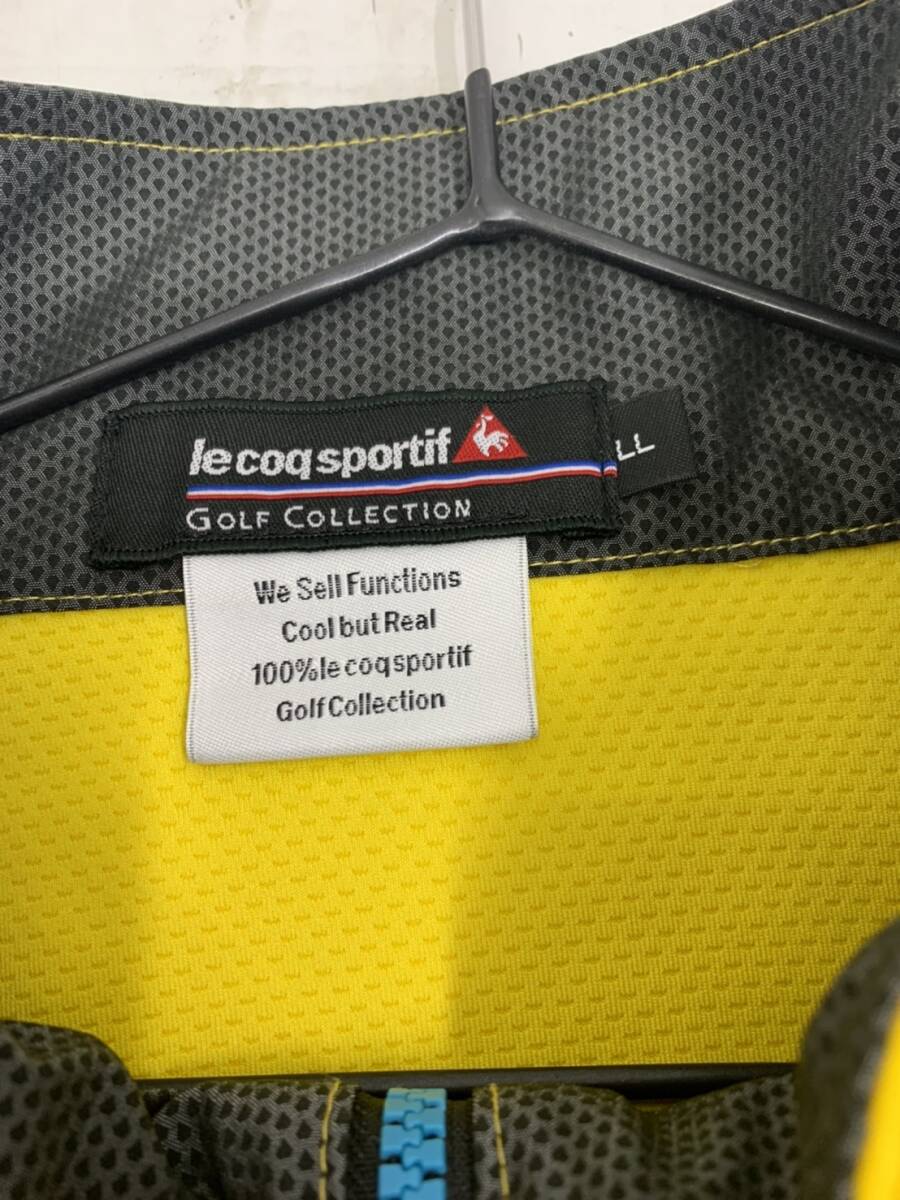 le coq sportif
GOLF COLLECTION
LL
We Sell Functions
Cool but Real
100% le coq sportif
Golf Collection